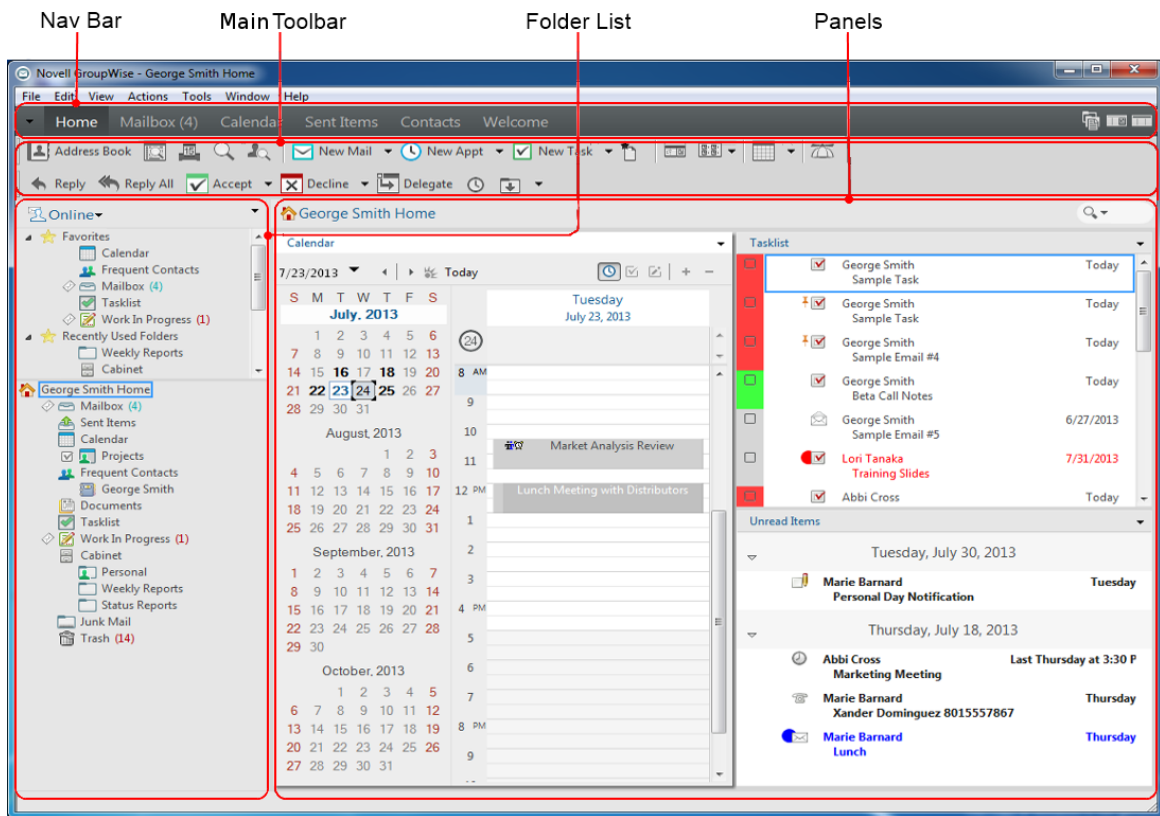 Nav Bar
Main Toolbar
Folder List
Panels
Novell GroupWise - George Smith Home
File Edit View Actions Tools Window Help
Home Mailbox (4) Calendar Sent Items Contacts Welcome
Address Book New Mail New Appt New Task
Reply Reply All Accept Decline Delegate
Online
Favorites
Calendar
Frequent Contacts
Mailbox (4)
Tasklist
Work In Progress (1)
Recently Used Folders
Weekly Reports
Cabinet
George Smith Home
Mailbox (4)
Sent Items
Calendar
Projects
Frequent Contacts
George Smith
Documents
Tasklist
Work In Progress (1)
Cabinet
Personal
Weekly Reports
Status Reports
Junk Mail
Trash (14)
George Smith Home
Calendar
7/23/2013 Today
S M T W T F S
July, 2013
1 2 3 4 5 6
7 8 9 10 11 12 13
14 15 16 17 18 19 20
21 22 23 24 25 26 27
28 29 30 31
August, 2013
1 2 3
4 5 6 7 8 9 10
11 12 13 14 15 16 17
18 19 20 21 22 23 24
25 26 27 28 29 30 31
September, 2013
1 2 3 4 5 6 7
8 9 10 11 12 13 14
15 16 17 18 19 20 21
22 23 24 25 26 27 28
29 30
October, 2013
1 2 3 4 5
6 7 8 9 10 11 12
13 14 15 16 17 18 19
20 21 22 23 24 25 26
27 28 29 30 31
Tuesday
July 23, 2013
24
8 AM
9
10
Market Analysis Review
11
12 PM Lunch Meeting with Distributors
1
2
3
4 PM
5
6
7
8 PM
9
Tasklist
George Smith Today
Sample Task
George Smith Today
Sample Task
George Smith Today
Sample Email #4
George Smith Today
Beta Call Notes
George Smith 6/27/2013
Sample Email #5
Lori Tanaka 7/31/2013
Training Slides
Abbi Cross Today
Unread Items
Tuesday, July 30, 2013
Marie Barnard Tuesday
Personal Day Notification
Thursday, July 18, 2013
Abbi Cross Last Thursday at 3:30 P
Marketing Meeting
Marie Barnard Thursday
Xander Dominguez 8015557867
Marie Barnard Thursday
Lunch